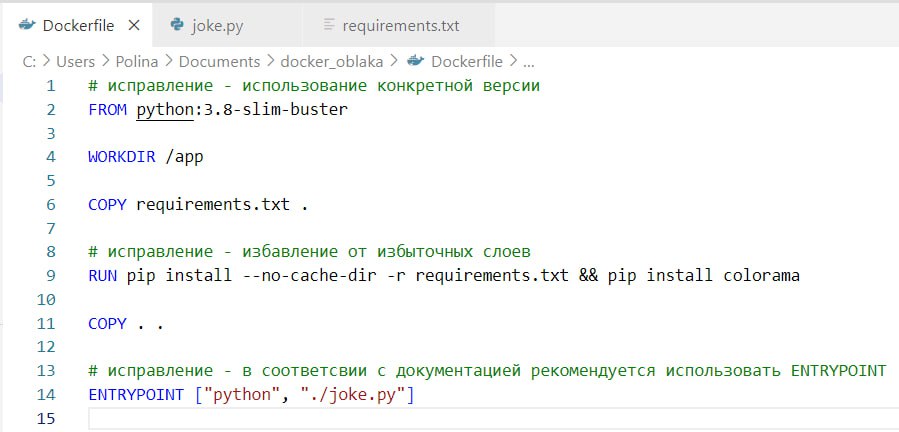 Dockerfile × joke.py requirements.txt
C: > Users > Polina > Documents > docker_oblaka > Dockerfile > ...
1 # исправление - использование конкретной версии
2 FROM python:3.8-slim-buster
3
4 WORKDIR /app
5
6 COPY requirements.txt .
7
8 # исправление - избавление от избыточных слоев
9 RUN pip install --no-cache-dir -r requirements.txt && pip install colorama
10
11 COPY . .
12
13 # исправление - в соответсвии с документацией рекомендуется использовать ENTRYPOINT
14 ENTRYPOINT ["python", "./joke.py"]
15